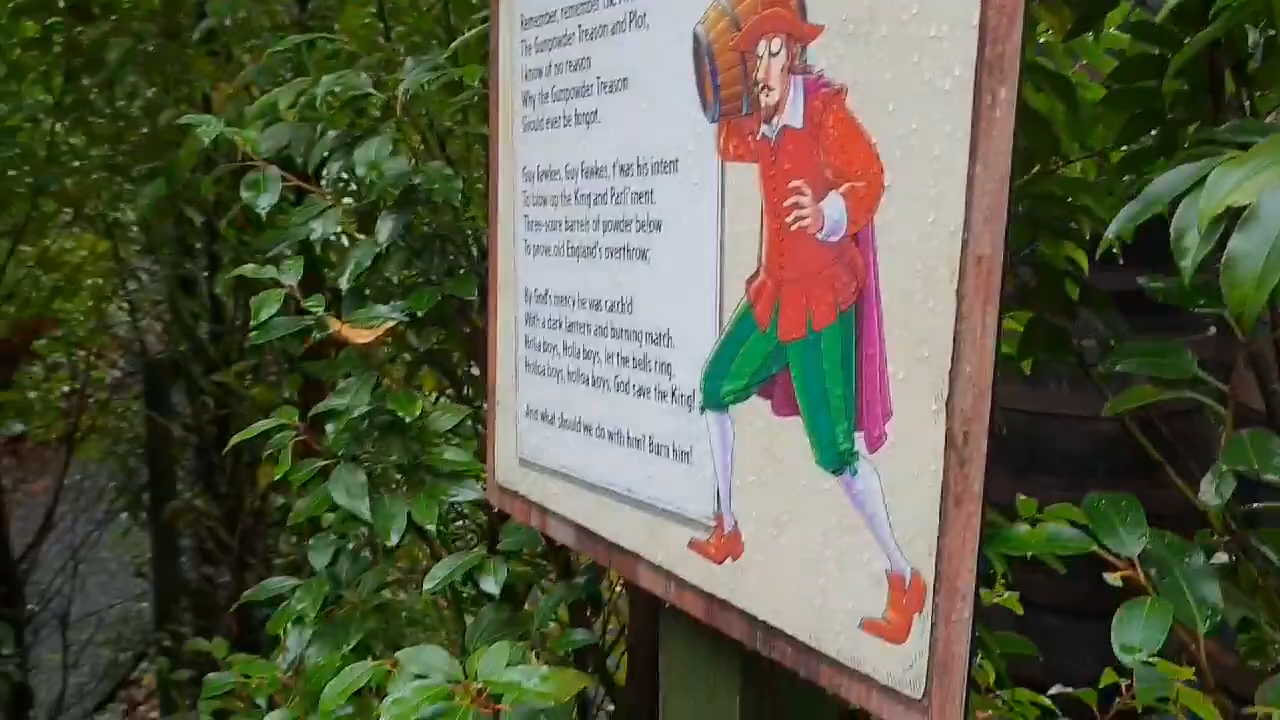 Remember, remember the
The Gunpowder Treason and Plot,
I know of no reason
Why the Gunpowder Treason
Should ever be forgot.
Guy Fawkes, Guy Fawkes, t'was his intent
To blow up the King and Parli'ment.
Three-score barrels of powder below
To prove old England's overthrow;
By God's mercy he was catch'd
With a dark lantern and burning match.
Holla boys, Holla boys, let the bells ring.
Holloa boys, holloa boys, God save the King!
And what should we do with him? Burn him!